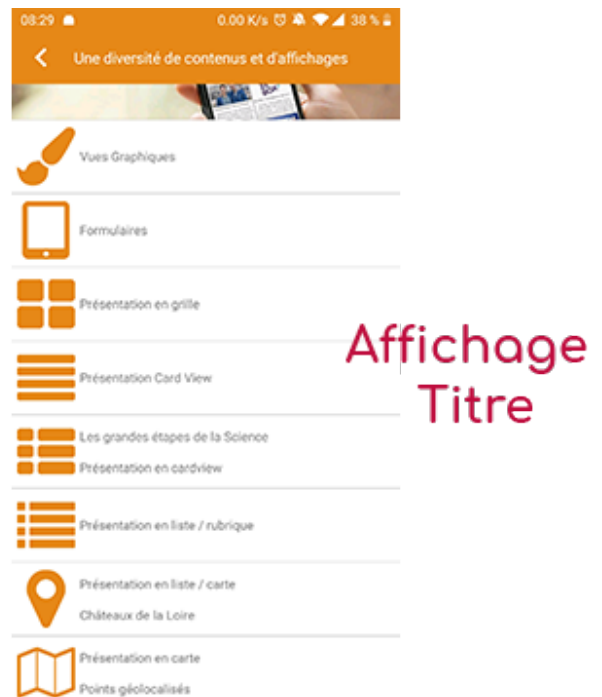 08:29 0.00 K/s 38 %
Une diversité de contenus et d'affichages
Vues Graphiques
Formulaires
Présentation en grille
Présentation Card View
Les grandes étapes de la Science
Présentation en cardview
Présentation en liste / rubrique
Présentation en liste / carte
Châteaux de la Loire
Présentation en carte
Points géolocalisés
Affichage
Titre